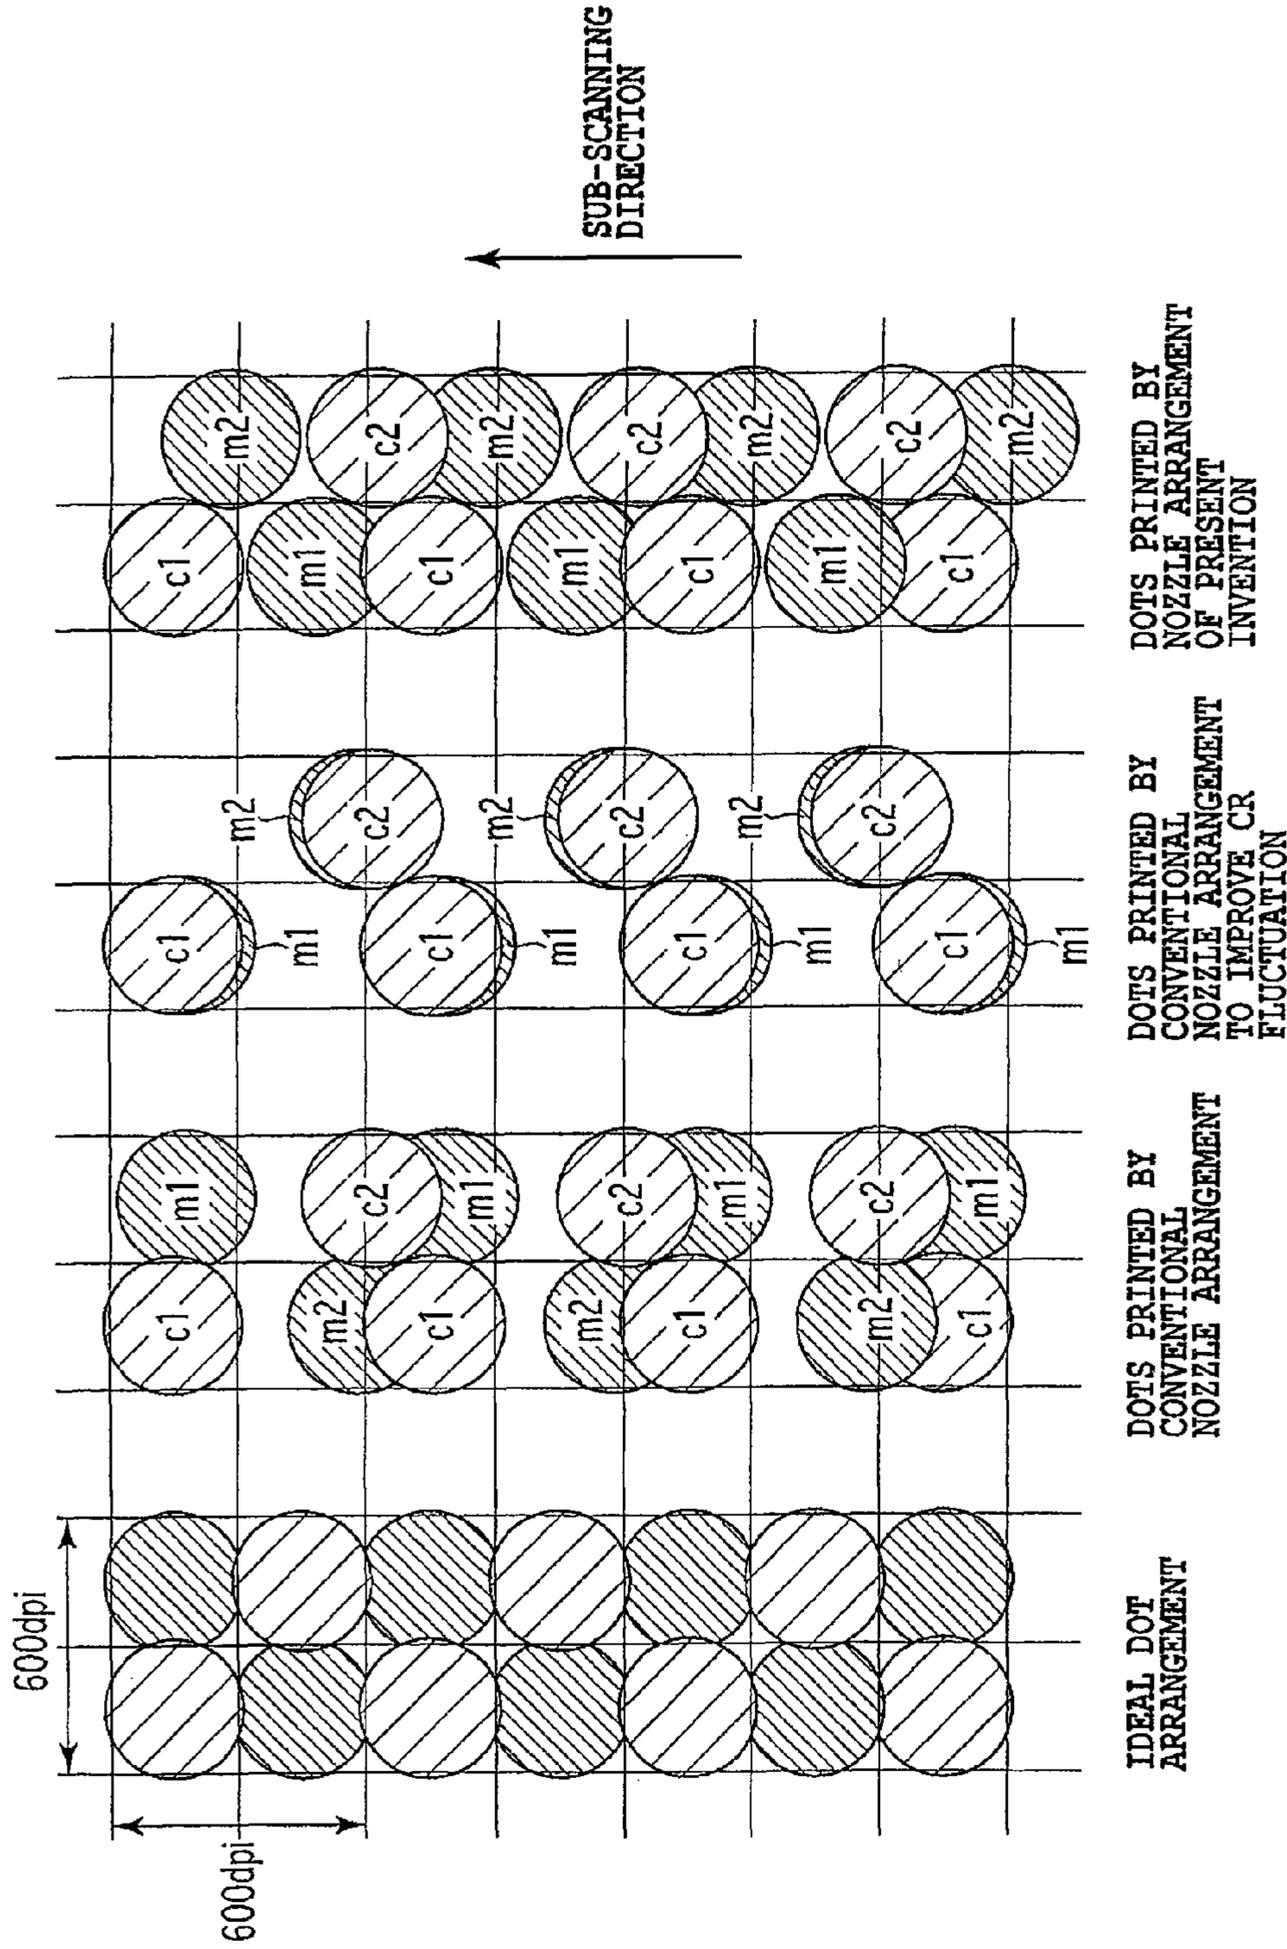 600dpi
600dpi
c1
m2
c1
m2
c1
m2
c1
m1
c2
m1
c2
m1
c2
m1
c1
m1
c1
m1
c1
m1
c1
m1
m2
c2
m2
c2
m2
c2
c1
m1
c1
m1
c1
m1
c1
m2
c2
m2
c2
m2
c2
m2
SUB-SCANNING
DIRECTION
IDEAL DOT
ARRANGEMENT
DOTS PRINTED BY
CONVENTIONAL
NOZZLE ARRANGEMENT
DOTS PRINTED BY
CONVENTIONAL
NOZZLE ARRANGEMENT
TO IMPROVE CR
FLUCTUATION
DOTS PRINTED BY
NOZZLE ARRANGEMENT
OF PRESENT
INVENTION